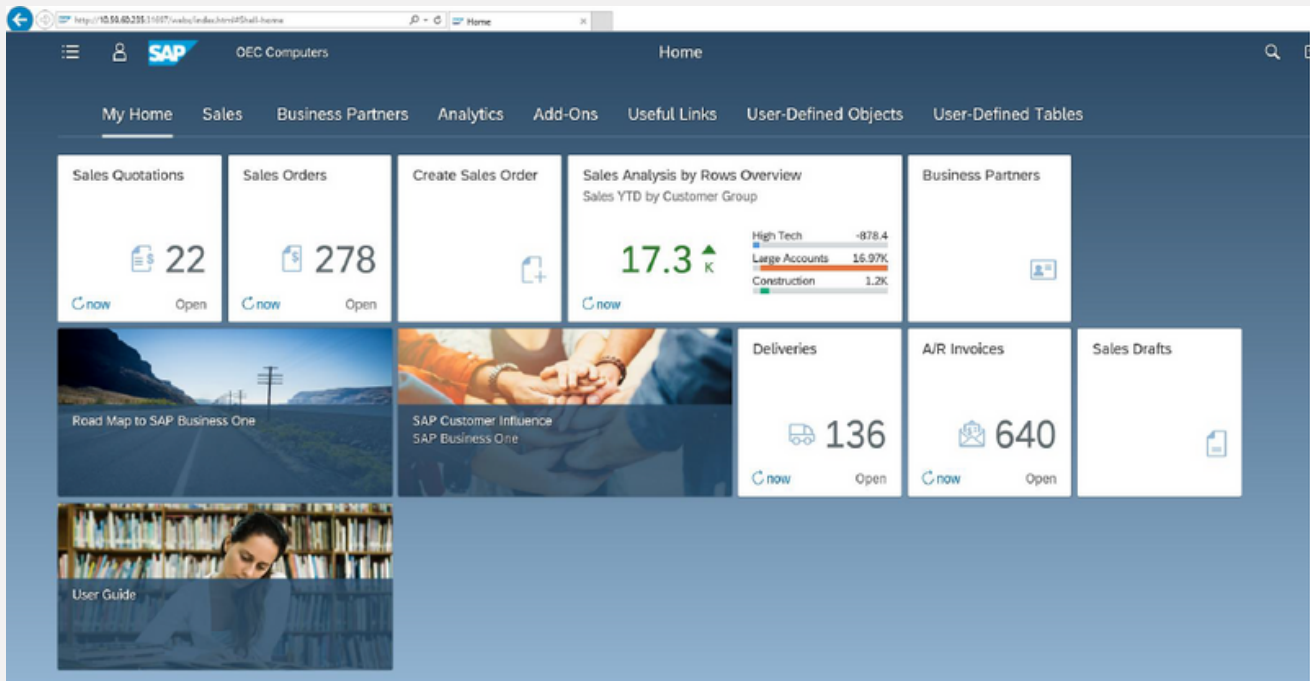 Home
SAP
OEC Computers
Home
My Home Sales Business Partners Analytics Add-Ons Useful Links User-Defined Objects User-Defined Tables
Sales Quotations
22
now Open
Sales Orders
278
now Open
Create Sales Order
Sales Analysis by Rows Overview
Sales YTD by Customer Group
17.3 K
now
High Tech -878.4
Large Accounts 16.97K
Construction 1.2K
Business Partners
Road Map to SAP Business One
SAP Customer Influence
SAP Business One
Deliveries
136
now Open
A/R Invoices
640
now Open
Sales Drafts
User Guide